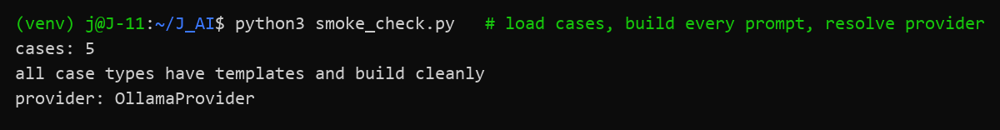 (venv) j@J-11:~/J_AI$ python3 smoke_check.py   # load cases, build every prompt, resolve provider
cases: 5
all case types have templates and build cleanly
provider: OllamaProvider